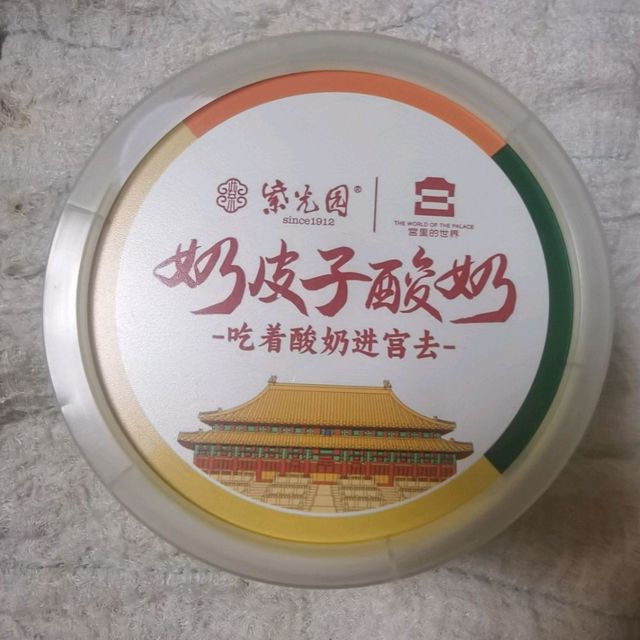 紫光园®
since1912
THE WORLD OF THE PALACE
宫里的世界
奶皮子酸奶
-吃着酸奶进宫去-